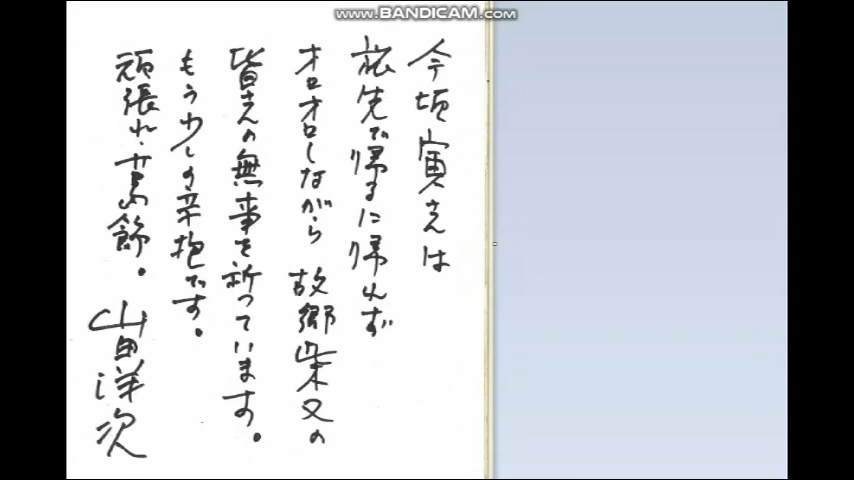 www.BANDICAM.com
今頃寅さんは
旅先で帰るに帰れず
オロオロしながら 故郷柴又の
皆さんの無事を祈っています。
もう少しの辛抱です。
頑張れ、葛飾。 山田洋次